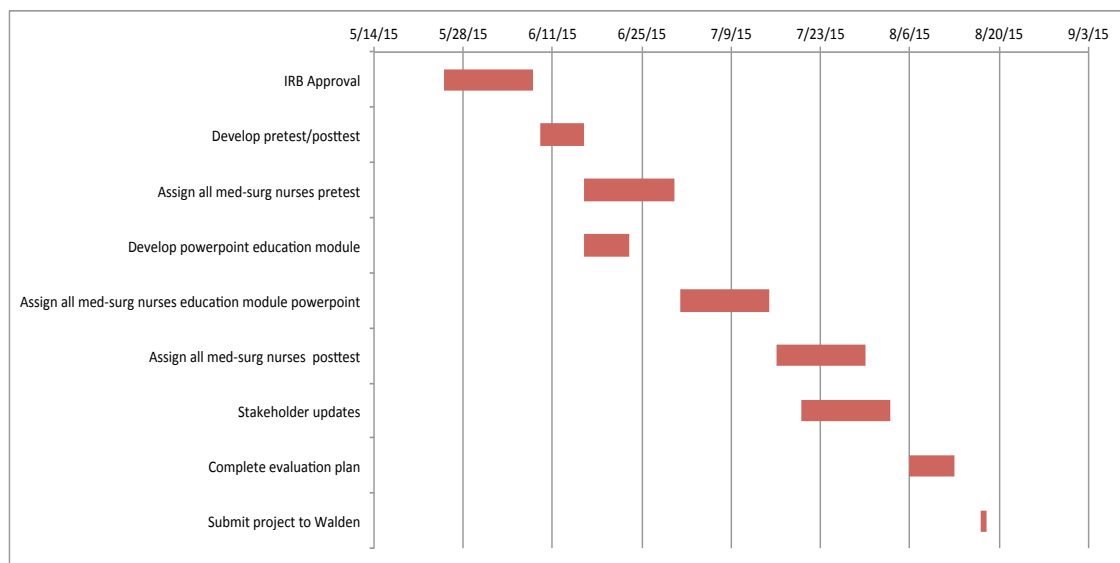 5/14/15 5/28/15 6/11/15 6/25/15 7/9/15 7/23/15 8/6/15 8/20/15 9/3/15
IRB Approval
Develop pretest/posttest
Assign all med-surg nurses pretest
Develop powerpoint education module
Assign all med-surg nurses education module powerpoint
Assign all med-surg nurses  posttest
Stakeholder updates
Complete evaluation plan
Submit project to Walden